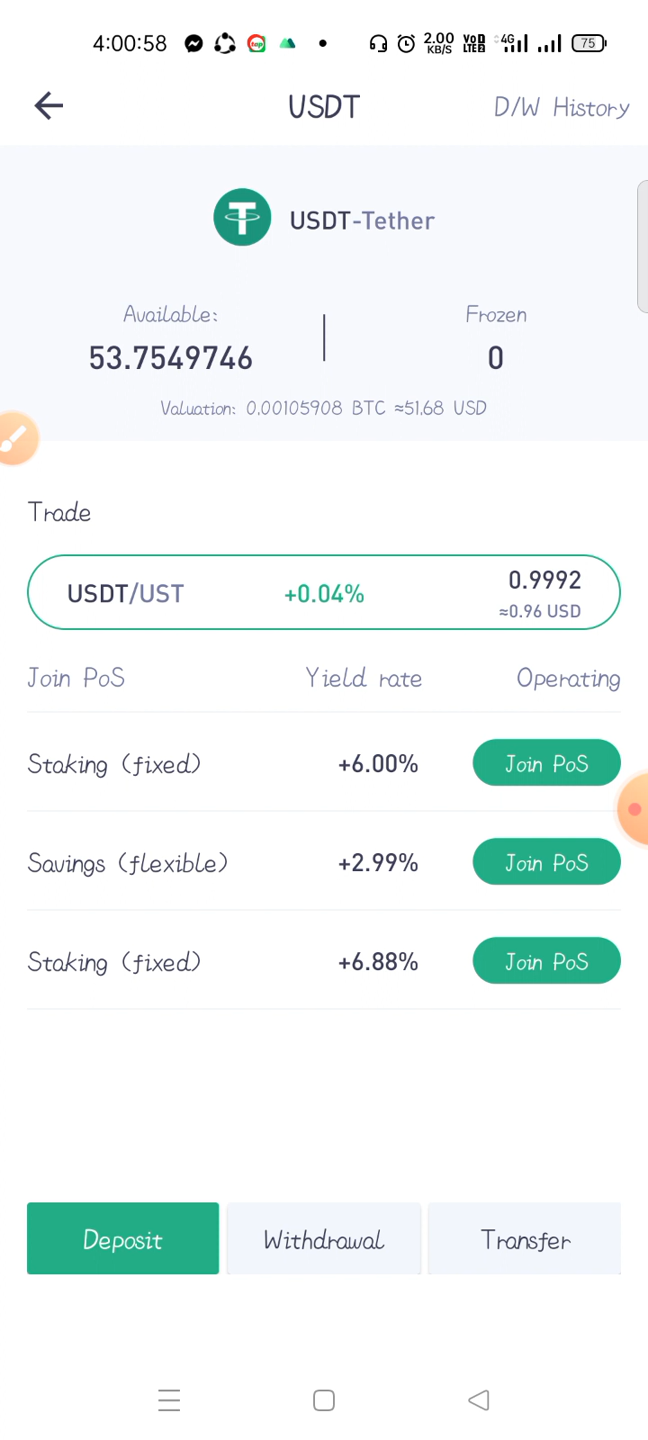 4:00:58 top 2.00 KB/S VoD LTE2 4G 75
USDT D/W History
USDT-Tether
Available: Frozen
53.7549746 0
Valuation: 0.00105908 BTC ≈51.68 USD
Trade
USDT/UST +0.04% 0.9992
≈0.96 USD
Join PoS Yield rate Operating
Staking (fixed) +6.00% Join PoS
Savings (flexible) +2.99% Join PoS
Staking (fixed) +6.88% Join PoS
Deposit Withdrawal Transfer